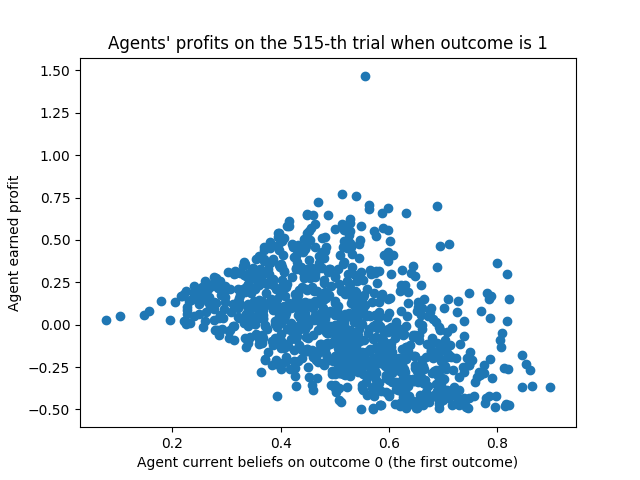 Agents' profits on the 515-th trial when outcome is 1
1.50
1.25
1.00
0.75
0.50
0.25
0.00
−0.25
−0.50
Agent earned profit
0.2 0.4 0.6 0.8
Agent current beliefs on outcome 0 (the first outcome)